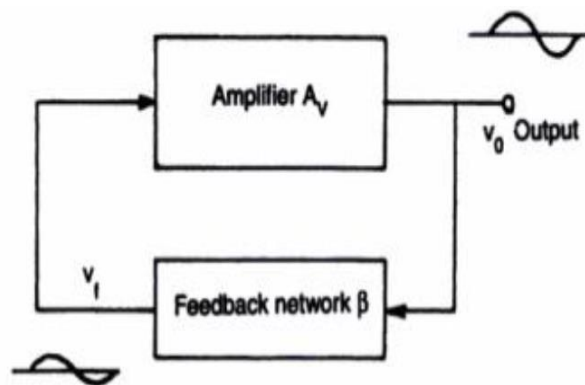 Amplifier A_V
v_0 Output
v_f
Feedback network β